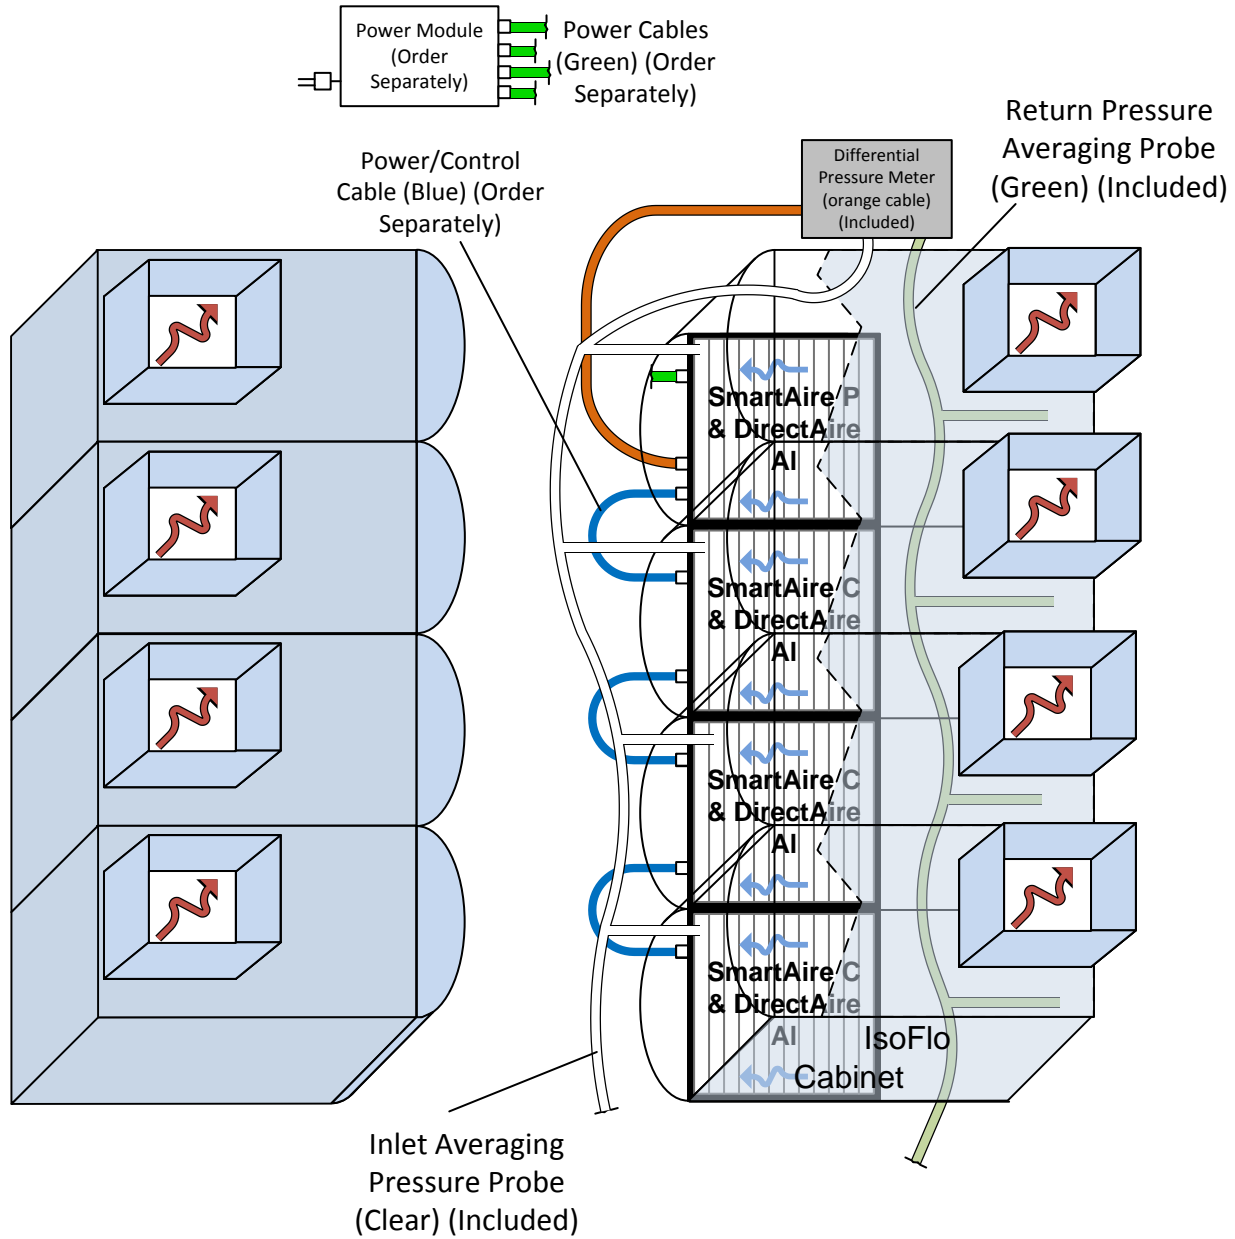 Power Module
(Order
Separately)
Power Cables
(Green) (Order
Separately)
Return Pressure
Averaging Probe
(Green) (Included)
Power/Control
Cable (Blue) (Order
Separately)
Differential
Pressure Meter
(orange cable)
(Included)
SmartAire P
& DirectAire
AI
SmartAire C
& DirectAire
AI
SmartAire C
& DirectAire
AI
SmartAire C
& DirectAire
AI
IsoFlo
Cabinet
Inlet Averaging
Pressure Probe
(Clear) (Included)